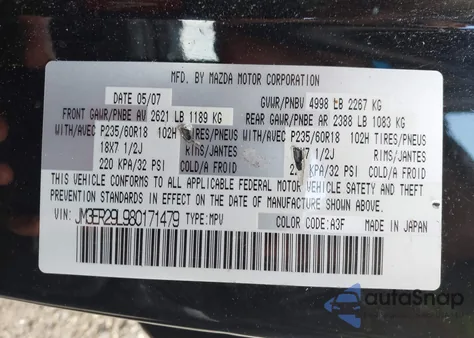 MFD. BY MAZDA MOTOR CORPORATION
DATE 05/07 GVWR/PNBV 4998 LB 2267 KG
FRONT GAWR/PNBE AV 2621 LB 1189 KG REAR GAWR/PNBE AR 2388 LB 1083 KG
WITH/AVEC P235/60R18 102H TIRES/PNEUS WITH/AVEC P235/60R18 102H TIRES/PNEUS
18X7 1/2J RIMS/JANTES X7 1/2J RIMS/JANTES
220 KPA/32 PSI COLD/A FROID KPA/32 PSI COLD/A FROID
THIS VEHICLE CONFORMS TO ALL APPLICABLE FEDERAL MOTOR VEHICLE SAFETY AND THEFT
PREVENTION STANDARDS IN EFFECT ON THE DATE OF MANUFACTURE SHOWN ABOVE.
VIN: JM3ER29L980171479 TYPE: MPV COLOR CODE: A3F MADE IN JAPAN
autoSnap